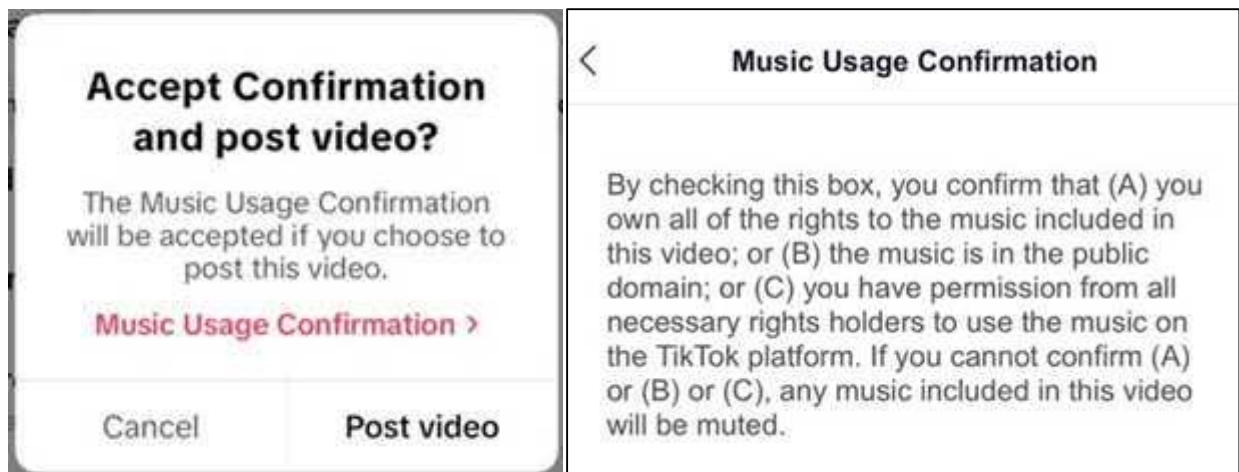 Accept Confirmation
and post video?
The Music Usage Confirmation
will be accepted if you choose to
post this video.
Music Usage Confirmation >
Cancel
Post video
Music Usage Confirmation
By checking this box, you confirm that (A) you
own all of the rights to the music included in
this video; or (B) the music is in the public
domain; or (C) you have permission from all
necessary rights holders to use the music on
the TikTok platform. If you cannot confirm (A)
or (B) or (C), any music included in this video
will be muted.